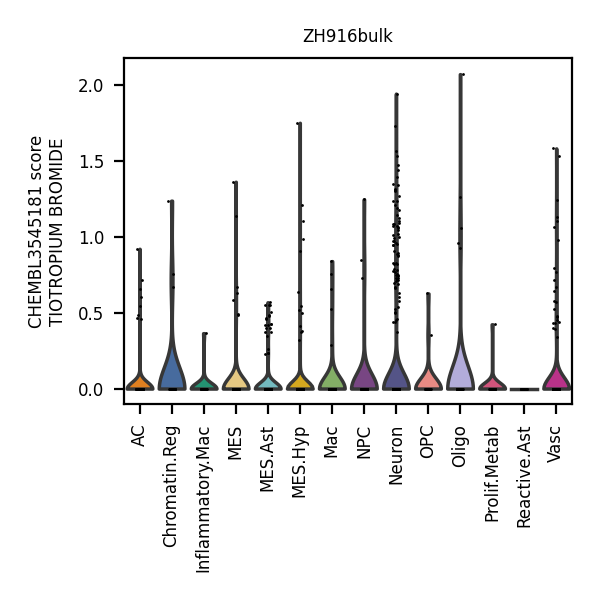 ZH916bulk
CHEMBL3545181 score
TIOTROPIUM BROMIDE
2.0
1.5
1.0
0.5
0.0
AC
Chromatin.Reg
Inflammatory.Mac
MES
MES.Ast
MES.Hyp
Mac
NPC
Neuron
OPC
Oligo
Prolif.Metab
Reactive.Ast
Vasc